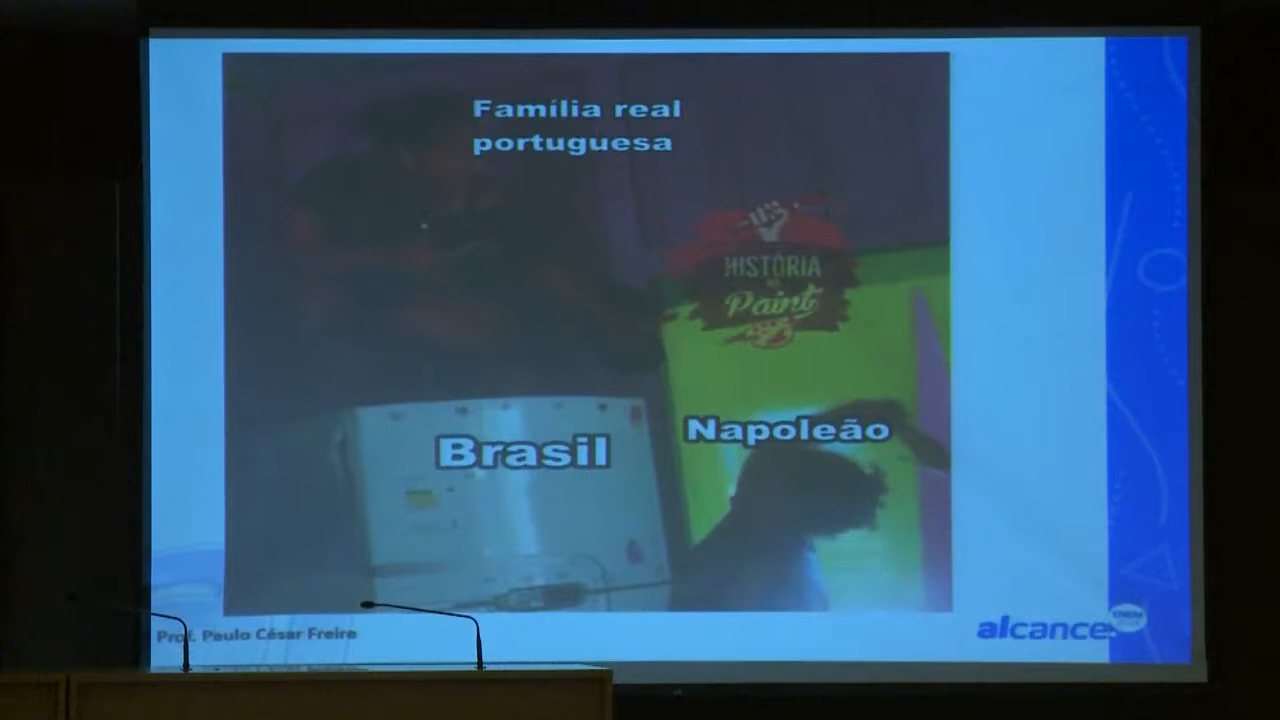 Família real
portuguesa
HISTÓRIA
Paint
Napoleão
Brasil
Prof. Paulo César Freire
alcance.